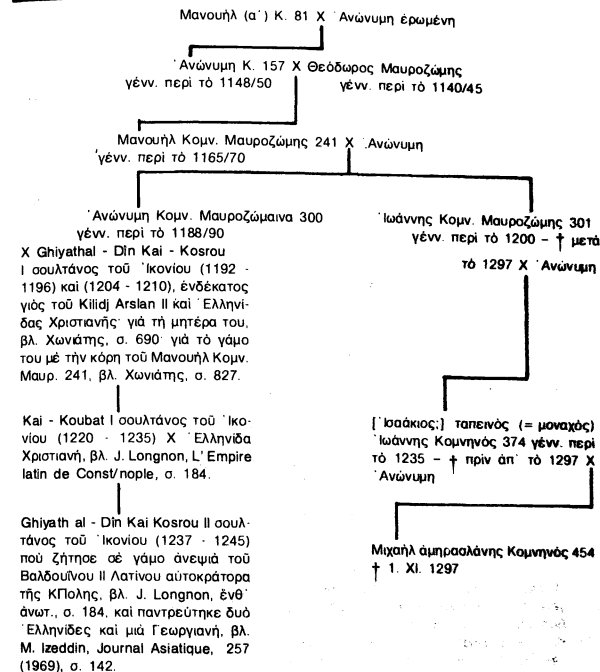 Μανουὴλ (α΄) Κ. 81 Χ Ἀνώνυμη ἐρωμένη
Ἀνώνυμη Κ. 157 Χ Θεόδωρος Μαυροζώμης
γένν. περὶ τὸ 1148/50 γένν. περὶ τὸ 1140/45
Μανουὴλ Κομν. Μαυροζώμης 241 Χ Ἀνώνυμη
γένν. περὶ τὸ 1165/70
Ἀνώνυμη Κομν. Μαυροζώμαινα 300
γένν. περὶ τὸ 1188/90
Χ Ghiyathal - Dîn Kai - Kosrou
I σουλτάνος τοῦ Ἰκονίου (1192 -
1196) καὶ (1204 - 1210), ἑνδέκατος
γιὸς τοῦ Kilidj Arslan II καὶ Ἑλληνί-
δας Χριστιανῆς· γιὰ τὴ μητέρα του,
βλ. Χωνιάτης, σ. 690· γιὰ τὸ γάμο
του μὲ τὴν κόρη τοῦ Μανουὴλ Κομν.
Μαυρ. 241, βλ. Χωνιάτης, σ. 827.
Kai - Koubat I σουλτάνος τοῦ Ἰκο-
νίου (1220 - 1235) Χ Ἑλληνίδα
Χριστιανή, βλ. J. Longnon, L' Empire
latin de Const/nople, σ. 184.
Ghiyath al - Dîn Kai Kosrou II σουλ-
τάνος τοῦ Ἰκονίου (1237 - 1245)
ποὺ ζήτησε σὲ γάμο ἀνεψιὰ τοῦ
Βαλδουῖνου II Λατίνου αὐτοκράτορα
τῆς ΚΠολης, βλ. J. Longnon, ἔνθ᾽
ἀνωτ., σ. 184, καὶ παντρεύτηκε δυὸ
Ἑλληνίδες καὶ μιὰ Γεωργιανή, βλ.
M. Izeddin, Journal Asiatique, 257
(1969), σ. 142.
Ἰωάννης Κομν. Μαυροζώμης 301
γένν. περὶ τὸ 1200 - † μετὰ
τὸ 1297 Χ Ἀνώνυμη
[Ἰσαάκιος;] ταπεινὸς (= μοναχός)
Ἰωάννης Κομνηνός 374 γένν. περὶ
τὸ 1235 - † πρὶν ἀπ᾽ τὸ 1297 Χ
Ἀνώνυμη
Μιχαὴλ ἀμηρασλάνης Κομνηνός 454
† 1. XI. 1297